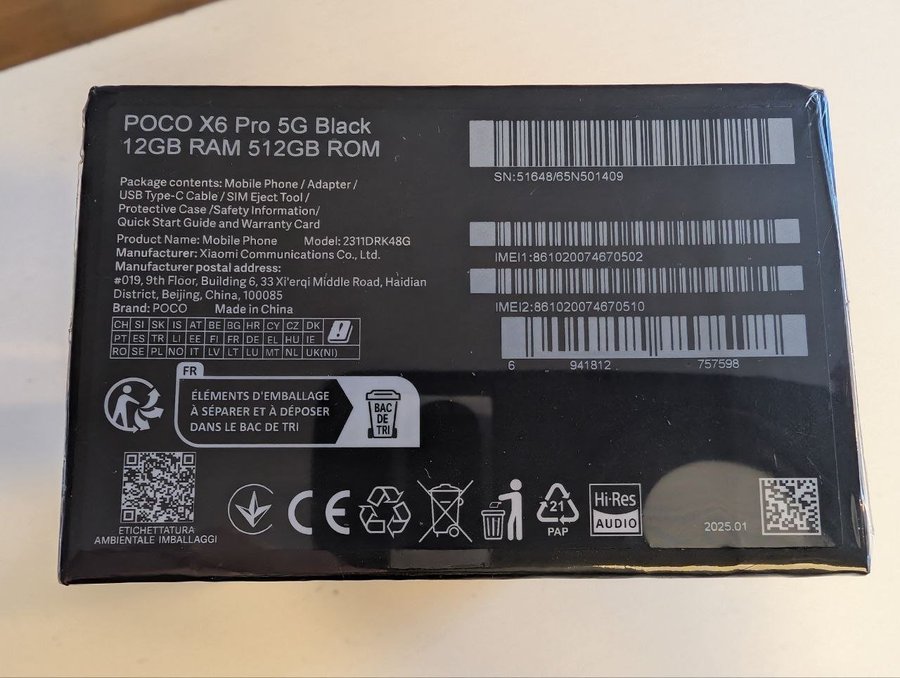 POCO X6 Pro 5G Black
12GB RAM 512GB ROM
Package contents: Mobile Phone / Adapter /
USB Type-C Cable / SIM Eject Tool /
Protective Case /Safety Information/
Quick Start Guide and Warranty Card
Product Name: Mobile Phone Model: 2311DRK48G
Manufacturer: Xiaomi Communications Co., Ltd.
Manufacturer postal address:
#019, 9th Floor, Building 6, 33 Xi'erqi Middle Road, Haidian
District, Beijing, China, 100085
Brand: POCO Made in China
CH SI SK IS AT BE BG HR CY CZ DK
PT ES TR LI EE FI FR DE EL HU IE
RO SE PL NO IT LV LT LU MT NL UK(NI)
SN:51648/65N501409
IMEI1:861020074670502
IMEI2:861020074670510
6 941812 757598
FR
ÉLÉMENTS D'EMBALLAGE
À SÉPARER ET À DÉPOSER
DANS LE BAC DE TRI
BAC
DE
TRI
ETICHETTATURA
AMBIENTALE IMBALLAGGI
CE
21
PAP
Hi-Res
AUDIO
2025.01